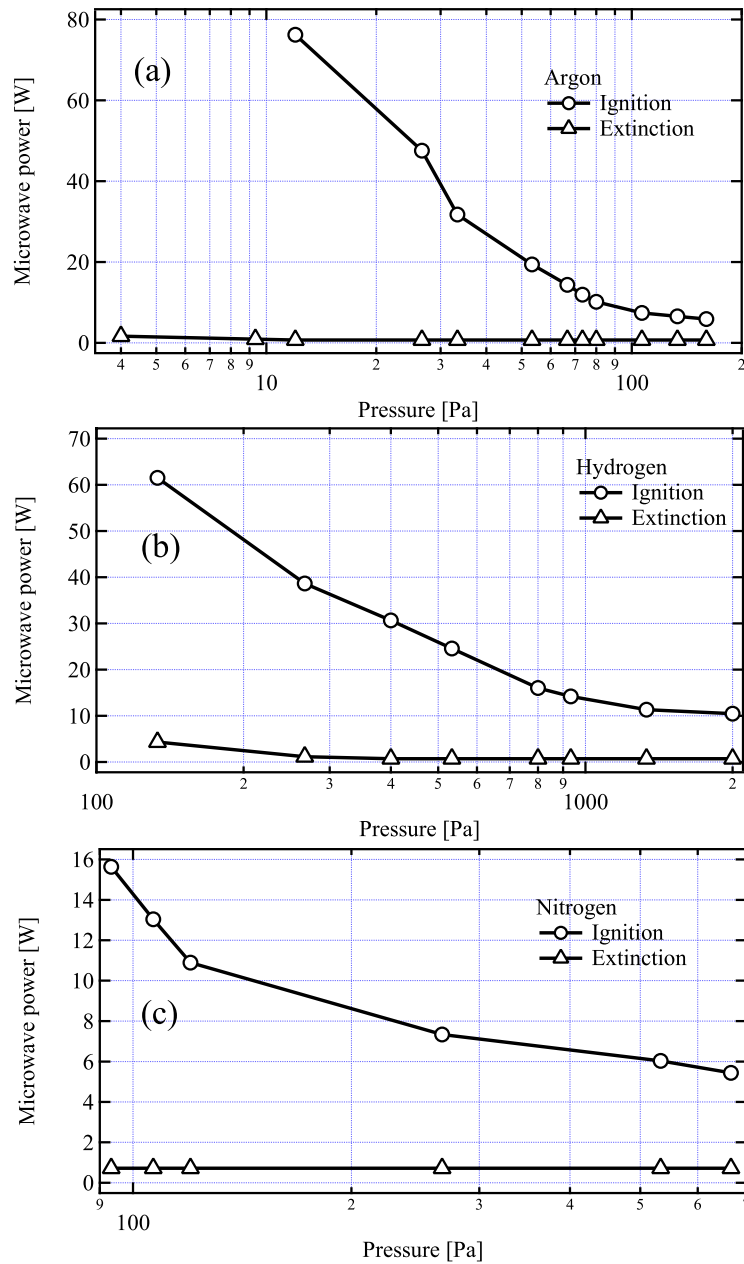 80
60
40
20
0
Microwave power [W]
(a)
Argon
Ignition
Extinction
4 5 6 7 8 9 10 2 3 4 5 6 7 8 9 100 2
Pressure [Pa]
70
60
50
40
30
20
10
0
Microwave power [W]
(b)
Hydrogen
Ignition
Extinction
100 2 3 4 5 6 7 8 9 1000 2
Pressure [Pa]
16
14
12
10
8
6
4
2
0
Microwave power [W]
(c)
Nitrogen
Ignition
Extinction
9 100 2 3 4 5 6 7
Pressure [Pa]